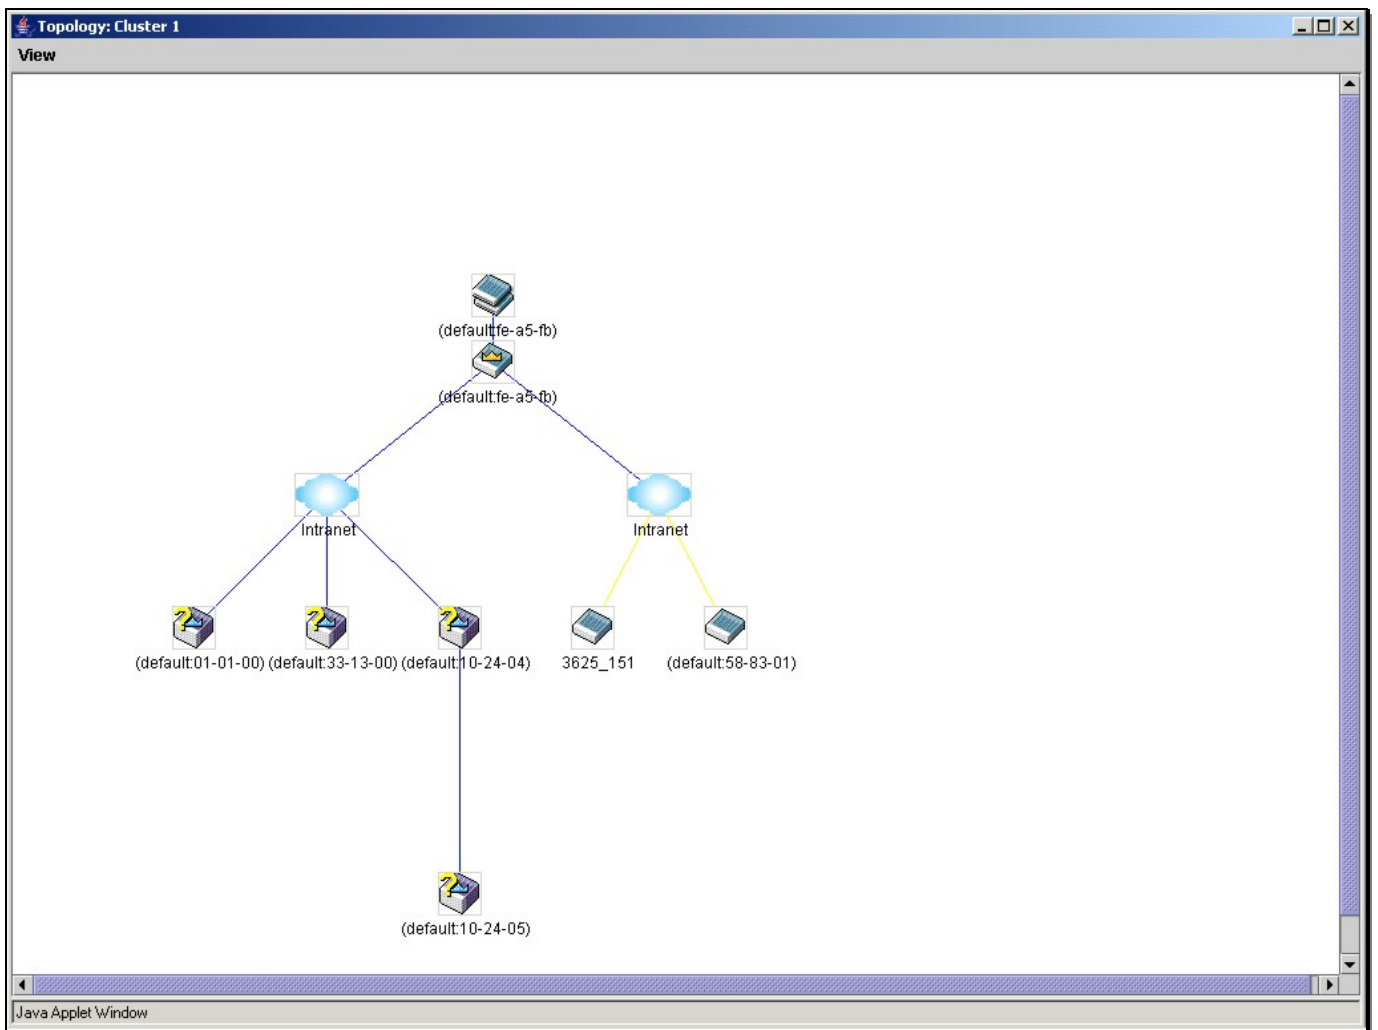 Topology: Cluster 1
View
(default:fe-a5-fb)
(default:fe-a5-fb)
Intranet Intranet
(default:01-01-00) (default:33-13-00) (default:10-24-04) 3625_151 (default:58-83-01)
(default:10-24-05)
Java Applet Window